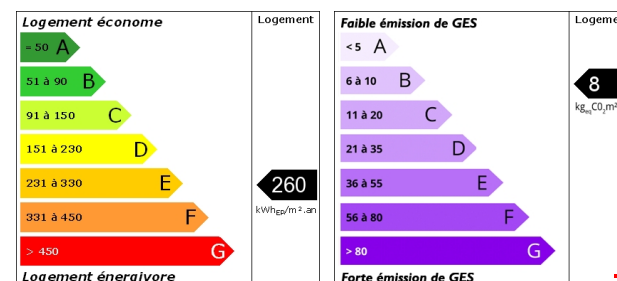 Logement économe
Logement
= 50 A
51 à 90 B
91 à 150 C
151 à 230 D
231 à 330 E
331 à 450 F
> 450 G
260
kWhEP/m².an
Logement énergivore
Faible émission de GES
Logeme
< 5 A
6 à 10 B
11 à 20 C
21 à 35 D
36 à 55 E
56 à 80 F
> 80 G
8
kgeqCO2m²
Forte émission de GES